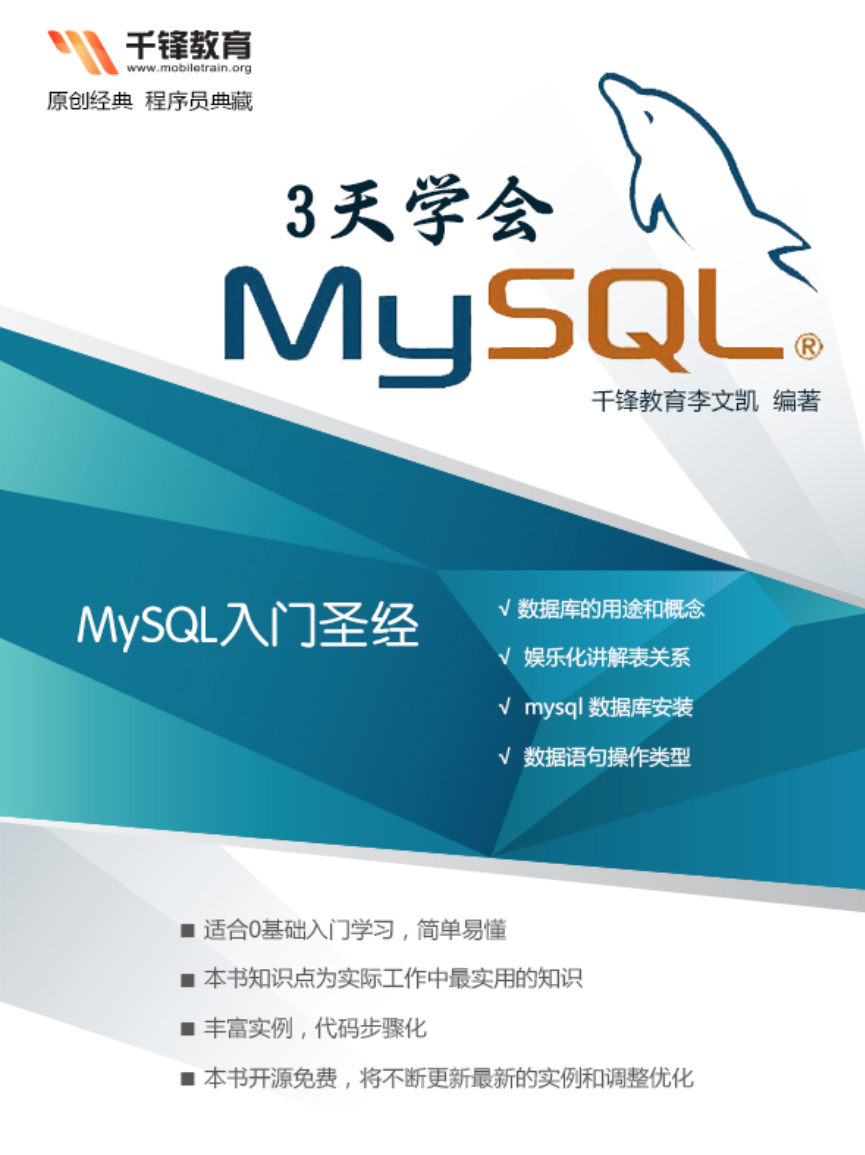 千锋教育
www.mobiletrain.org
原创经典 程序员典藏
3天学会
MySQL®
千锋教育李文凯 编著
MySQL入门圣经
√ 数据库的用途和概念
√ 娱乐化讲解表关系
√ mysql 数据库安装
√ 数据语句操作类型
■ 适合0基础入门学习，简单易懂
■ 本书知识点为实际工作中最实用的知识
■ 丰富实例，代码步骤化
■ 本书开源免费，将不断更新最新的实例和调整优化